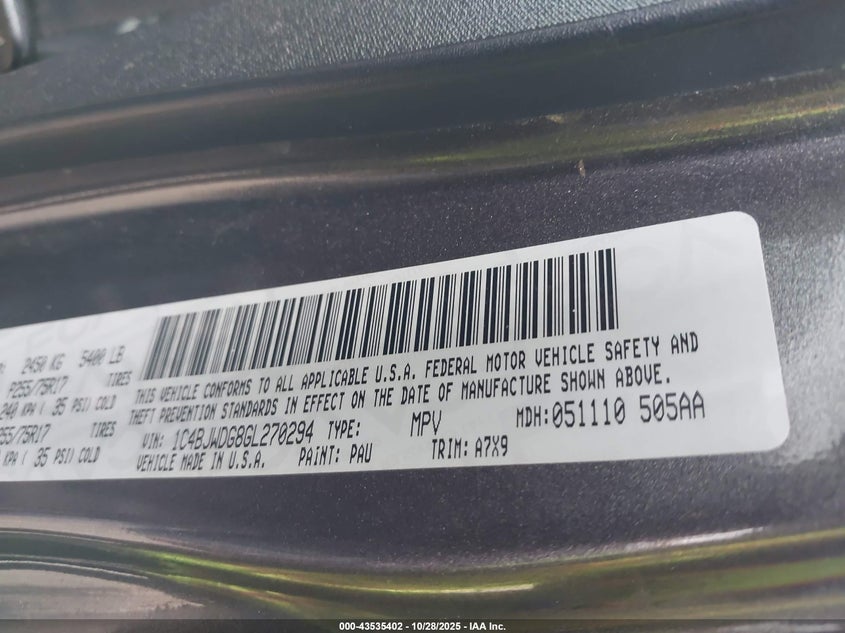 2450 KG 5400 LB
P255/75R17 TIRES
240 KPA ( 35 PSI) COLD
255/75R17 TIRES
KPA ( 35 PSI) COLD
THIS VEHICLE CONFORMS TO ALL APPLICABLE U.S.A. FEDERAL MOTOR VEHICLE SAFETY AND
THEFT PREVENTION STANDARDS IN EFFECT ON THE DATE OF MANUFACTURE SHOWN ABOVE.
VIN: 1C4BJWDG8GL270294 TYPE: MPV MDH:051110 505AA
VEHICLE MADE IN U.S.A. PAINT: PAU TRIM: A7X9
000-43535402 - 10/28/2025 - IAA Inc.